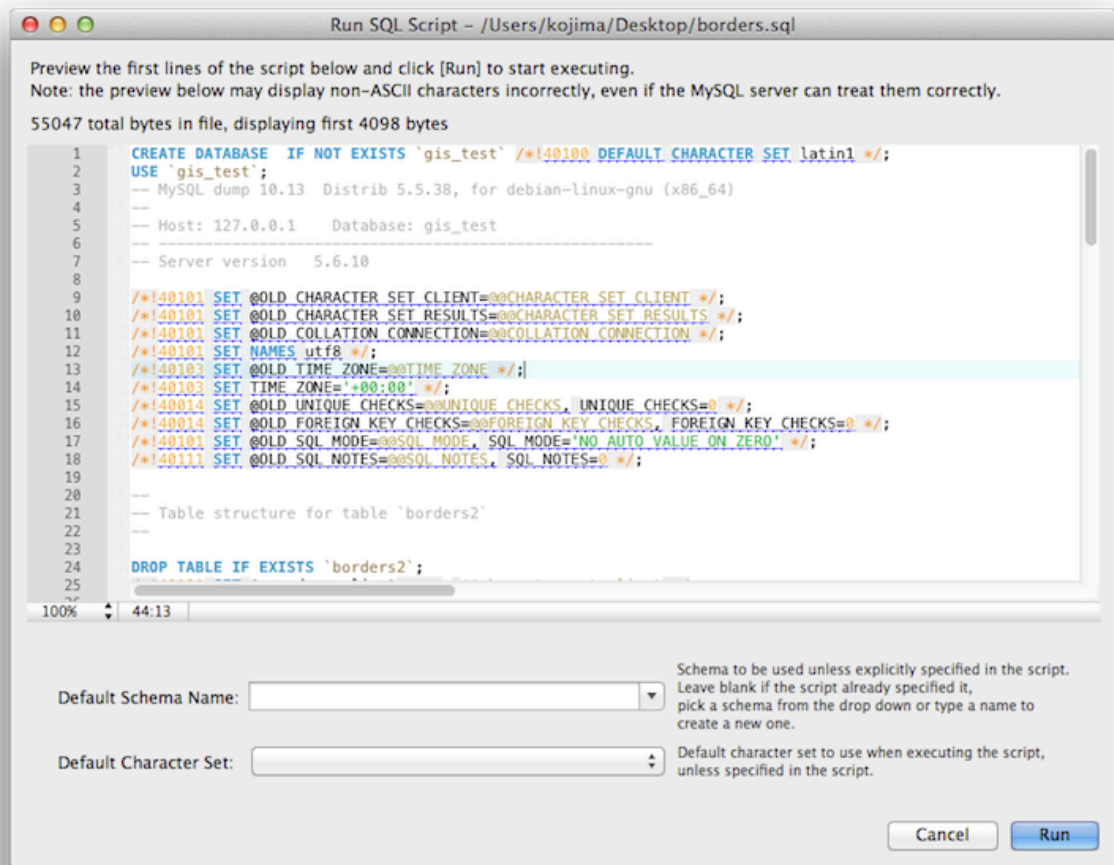 Run SQL Script – /Users/kojima/Desktop/borders.sql
Preview the first lines of the script below and click [Run] to start executing.
Note: the preview below may display non-ASCII characters incorrectly, even if the MySQL server can treat them correctly.
55047 total bytes in file, displaying first 4098 bytes
1 CREATE DATABASE  IF NOT EXISTS `gis_test` /*!40100 DEFAULT CHARACTER SET latin1 */;
2 USE `gis_test`;
3 -- MySQL dump 10.13  Distrib 5.5.38, for debian-linux-gnu (x86_64)
4 --
5 -- Host: 127.0.0.1    Database: gis_test
6 -- ------------------------------------------------------
7 -- Server version   5.6.10
8
9 /*!40101 SET @OLD_CHARACTER_SET_CLIENT=@@CHARACTER_SET_CLIENT */;
10 /*!40101 SET @OLD_CHARACTER_SET_RESULTS=@@CHARACTER_SET_RESULTS */;
11 /*!40101 SET @OLD_COLLATION_CONNECTION=@@COLLATION_CONNECTION */;
12 /*!40101 SET NAMES utf8 */;
13 /*!40103 SET @OLD_TIME_ZONE=@@TIME_ZONE */;
14 /*!40103 SET TIME_ZONE='+00:00' */;
15 /*!40014 SET @OLD_UNIQUE_CHECKS=@@UNIQUE_CHECKS, UNIQUE_CHECKS=0 */;
16 /*!40014 SET @OLD_FOREIGN_KEY_CHECKS=@@FOREIGN_KEY_CHECKS, FOREIGN_KEY_CHECKS=0 */;
17 /*!40101 SET @OLD_SQL_MODE=@@SQL_MODE, SQL_MODE='NO_AUTO_VALUE_ON_ZERO' */;
18 /*!40111 SET @OLD_SQL_NOTES=@@SQL_NOTES, SQL_NOTES=0 */;
19
20 --
21 -- Table structure for table `borders2`
22 --
23
24 DROP TABLE IF EXISTS `borders2`;
25
100% 44:13
Default Schema Name:
Schema to be used unless explicitly specified in the script.
Leave blank if the script already specified it,
pick a schema from the drop down or type a name to
create a new one.
Default Character Set:
Default character set to use when executing the script,
unless specified in the script.
Cancel Run